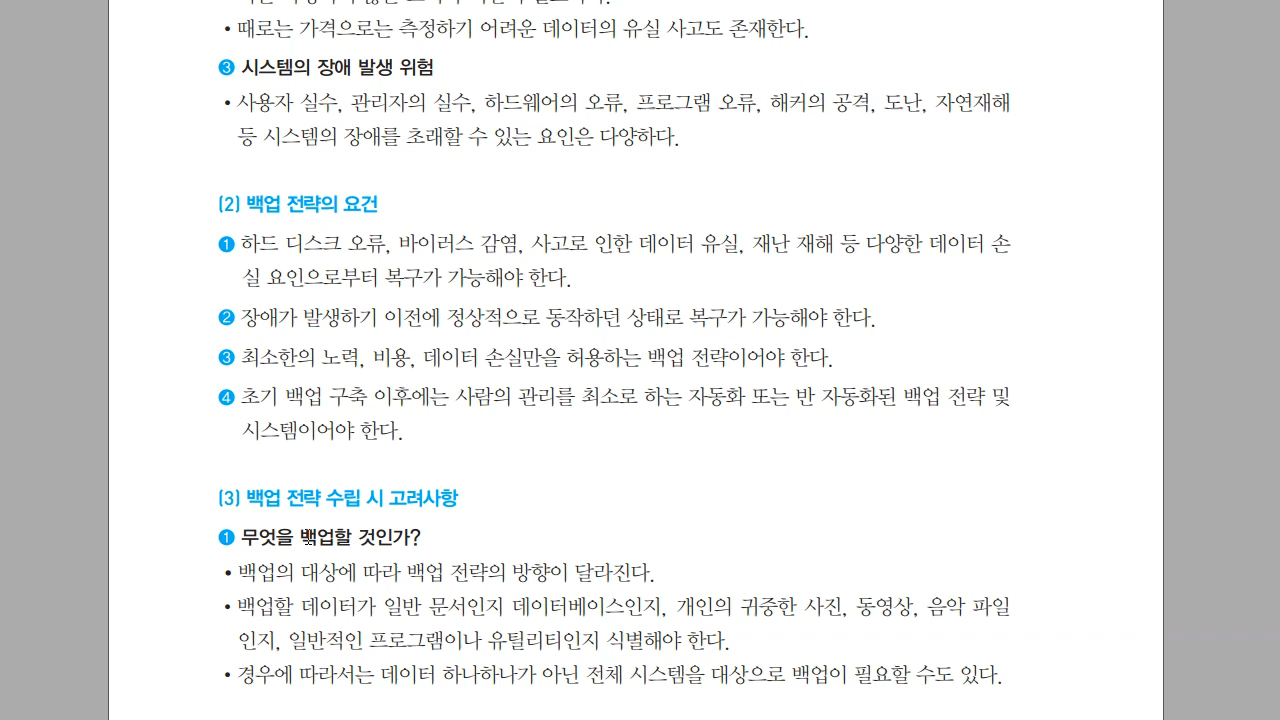 • 때로는 가격으로는 측정하기 어려운 데이터의 유실 사고도 존재한다.
❸ 시스템의 장애 발생 위험
• 사용자 실수, 관리자의 실수, 하드웨어의 오류, 프로그램 오류, 해커의 공격, 도난, 자연재해
등 시스템의 장애를 초래할 수 있는 요인은 다양하다.
(2) 백업 전략의 요건
❶ 하드 디스크 오류, 바이러스 감염, 사고로 인한 데이터 유실, 재난 재해 등 다양한 데이터 손
실 요인으로부터 복구가 가능해야 한다.
❷ 장애가 발생하기 이전에 정상적으로 동작하던 상태로 복구가 가능해야 한다.
❸ 최소한의 노력, 비용, 데이터 손실만을 허용하는 백업 전략이어야 한다.
❹ 초기 백업 구축 이후에는 사람의 관리를 최소로 하는 자동화 또는 반 자동화된 백업 전략 및
시스템이어야 한다.
(3) 백업 전략 수립 시 고려사항
❶ 무엇을 백업할 것인가?
• 백업의 대상에 따라 백업 전략의 방향이 달라진다.
• 백업할 데이터가 일반 문서인지 데이터베이스인지, 개인의 귀중한 사진, 동영상, 음악 파일
인지, 일반적인 프로그램이나 유틸리티인지 식별해야 한다.
• 경우에 따라서는 데이터 하나하나가 아닌 전체 시스템을 대상으로 백업이 필요할 수도 있다.